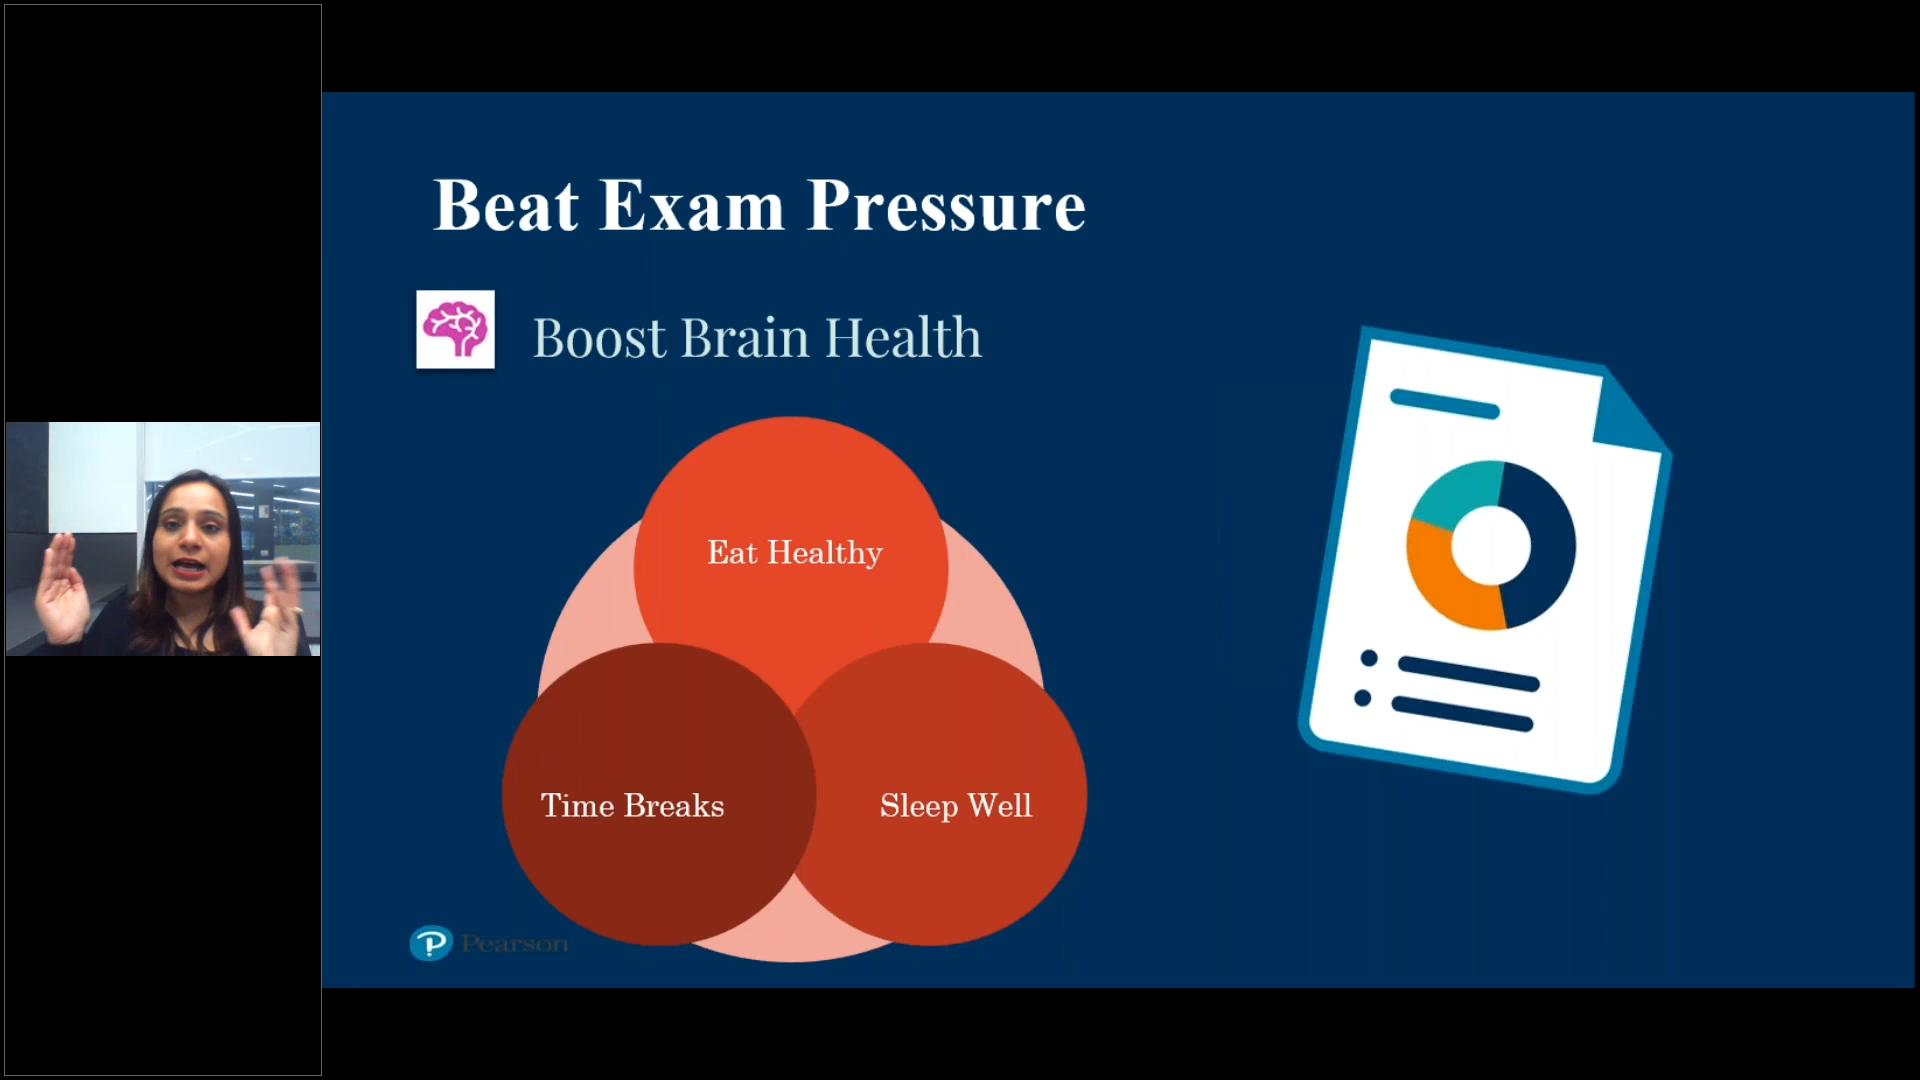 Beat Exam Pressure
Boost Brain Health
Eat Healthy
Time Breaks
Sleep Well
Pearson